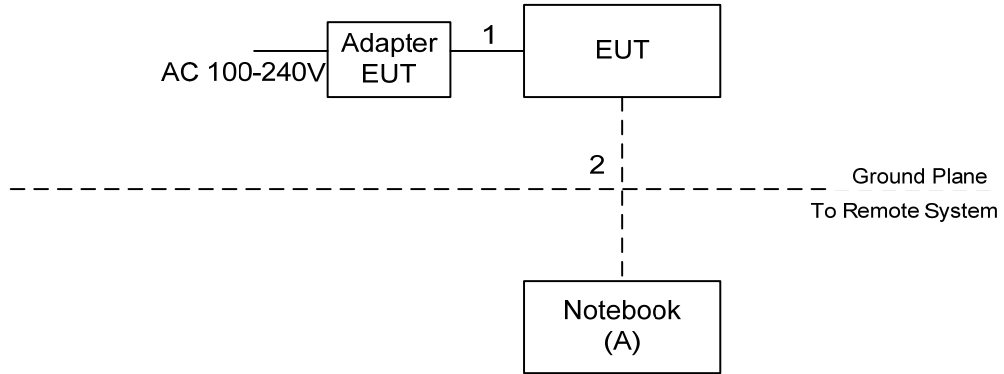 Adapter
EUT
1
EUT
AC 100-240V
2
Ground Plane
To Remote System
Notebook
(A)